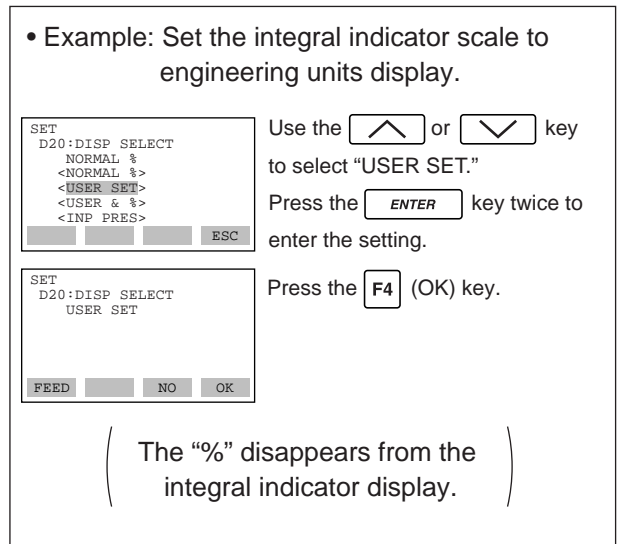 • Example: Set the integral indicator scale to
engineering units display.
SET
D20:DISP SELECT
NORMAL %
<NORMAL %>
<USER SET>
<USER & %>
<INP PRES>
ESC
Use the or key
to select “USER SET.”
Press the ENTER key twice to
enter the setting.
SET
D20:DISP SELECT
USER SET
FEED NO OK
Press the F4 (OK) key.
The “%” disappears from the
integral indicator display.